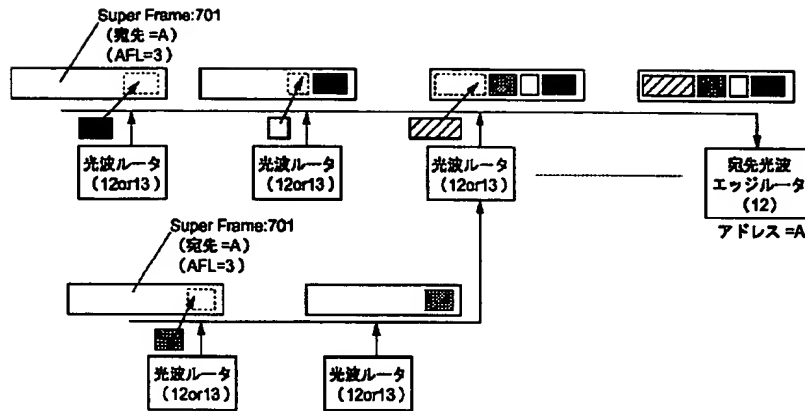 Super Frame:701
(宛先 =A)
(AFL=3)
光波ルータ
(12or13)
光波ルータ
(12or13)
光波ルータ
(12or13)
宛先光波
エッジルータ
(12)
アドレス =A
Super Frame:701
(宛先 =A)
(AFL=3)
光波ルータ
(12or13)
光波ルータ
(12or13)